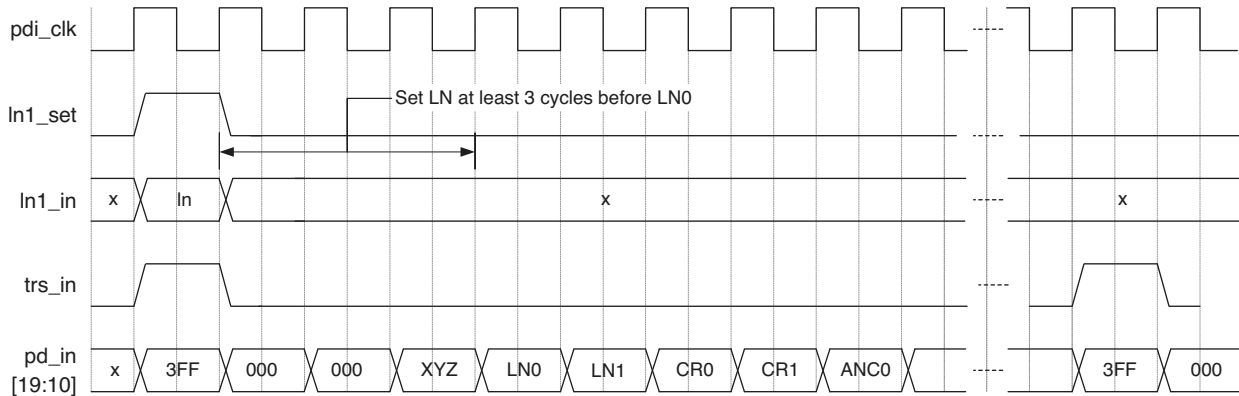 pdi_clk
ln1_set
Set LN at least 3 cycles before LN0
ln1_in x ln x x
trs_in
pd_in
[19:10] x 3FF 000 000 XYZ LN0 LN1 CR0 CR1 ANC0 3FF 000